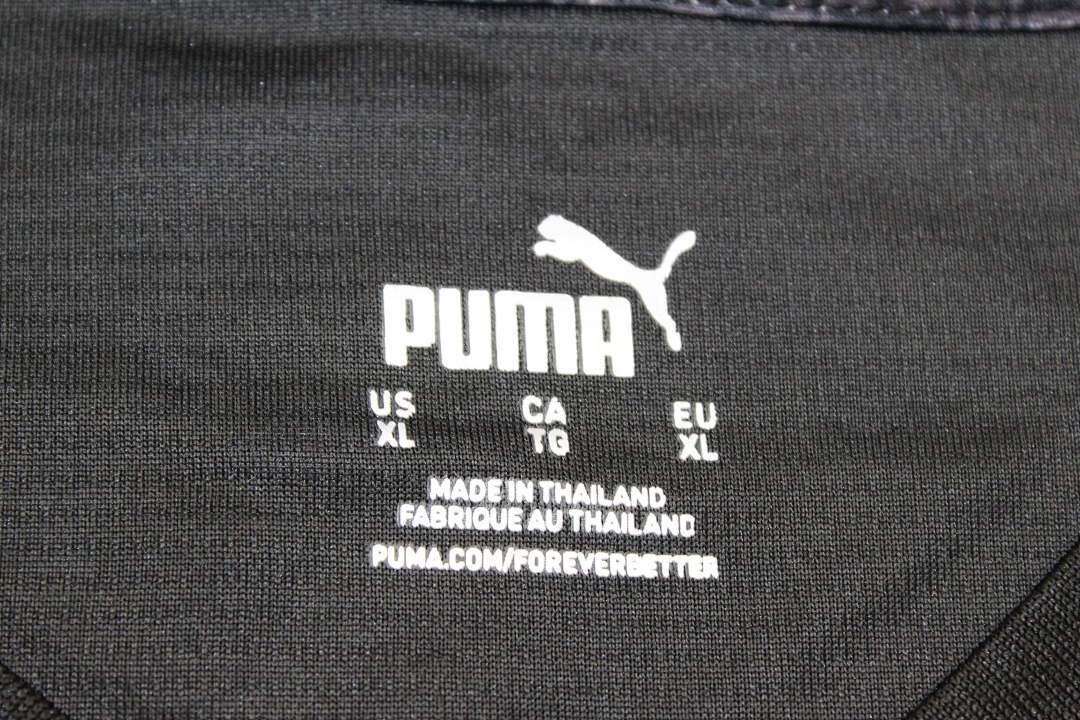 PUMA
US CA EU
XL TG XL
MADE IN THAILAND
FABRIQUE AU THAILAND
PUMA.COM/FOREVERBETTER